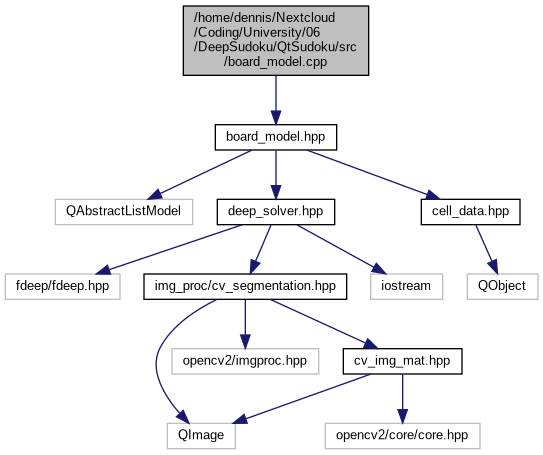 /home/dennis/Nextcloud
/Coding/University/06
/DeepSudoku/QtSudoku/src
/board_model.cpp
board_model.hpp
QAbstractListModel
deep_solver.hpp
cell_data.hpp
fdeep/fdeep.hpp
img_proc/cv_segmentation.hpp
iostream
QObject
opencv2/imgproc.hpp
cv_img_mat.hpp
QImage
opencv2/core/core.hpp